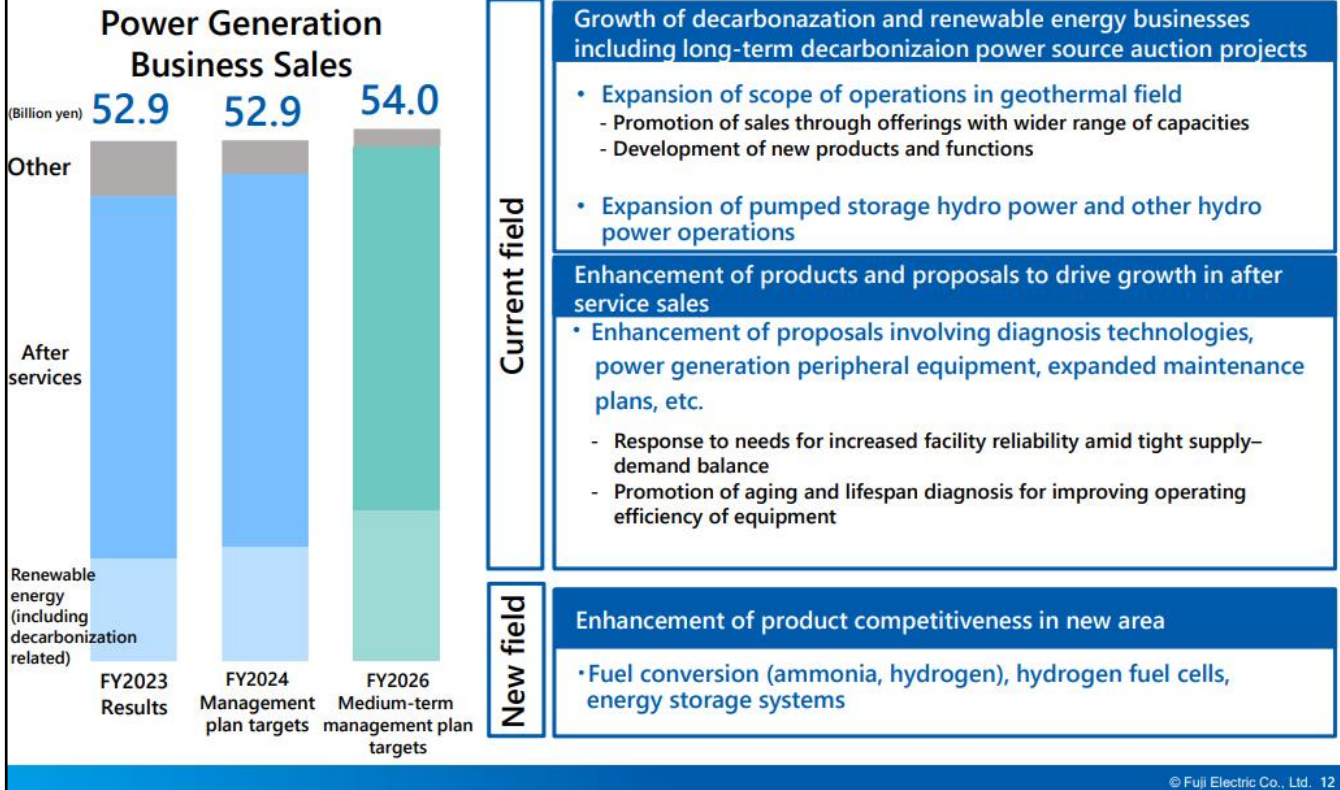 Power Generation
Business Sales
(Billion yen)
52.9
52.9
54.0
Other
After
services
Renewable
energy
(including
decarbonization
related)
FY2023
Results
FY2024
Management
plan targets
FY2026
Medium-term
management plan
targets
Current field
Growth of decarbonazation and renewable energy businesses
including long-term decarbonizaion power source auction projects
• Expansion of scope of operations in geothermal field
- Promotion of sales through offerings with wider range of capacities
- Development of new products and functions
• Expansion of pumped storage hydro power and other hydro
power operations
Enhancement of products and proposals to drive growth in after
service sales
• Enhancement of proposals involving diagnosis technologies,
power generation peripheral equipment, expanded maintenance
plans, etc.
- Response to needs for increased facility reliability amid tight supply–
demand balance
- Promotion of aging and lifespan diagnosis for improving operating
efficiency of equipment
New field
Enhancement of product competitiveness in new area
・Fuel conversion (ammonia, hydrogen), hydrogen fuel cells,
energy storage systems
© Fuji Electric Co., Ltd. 12